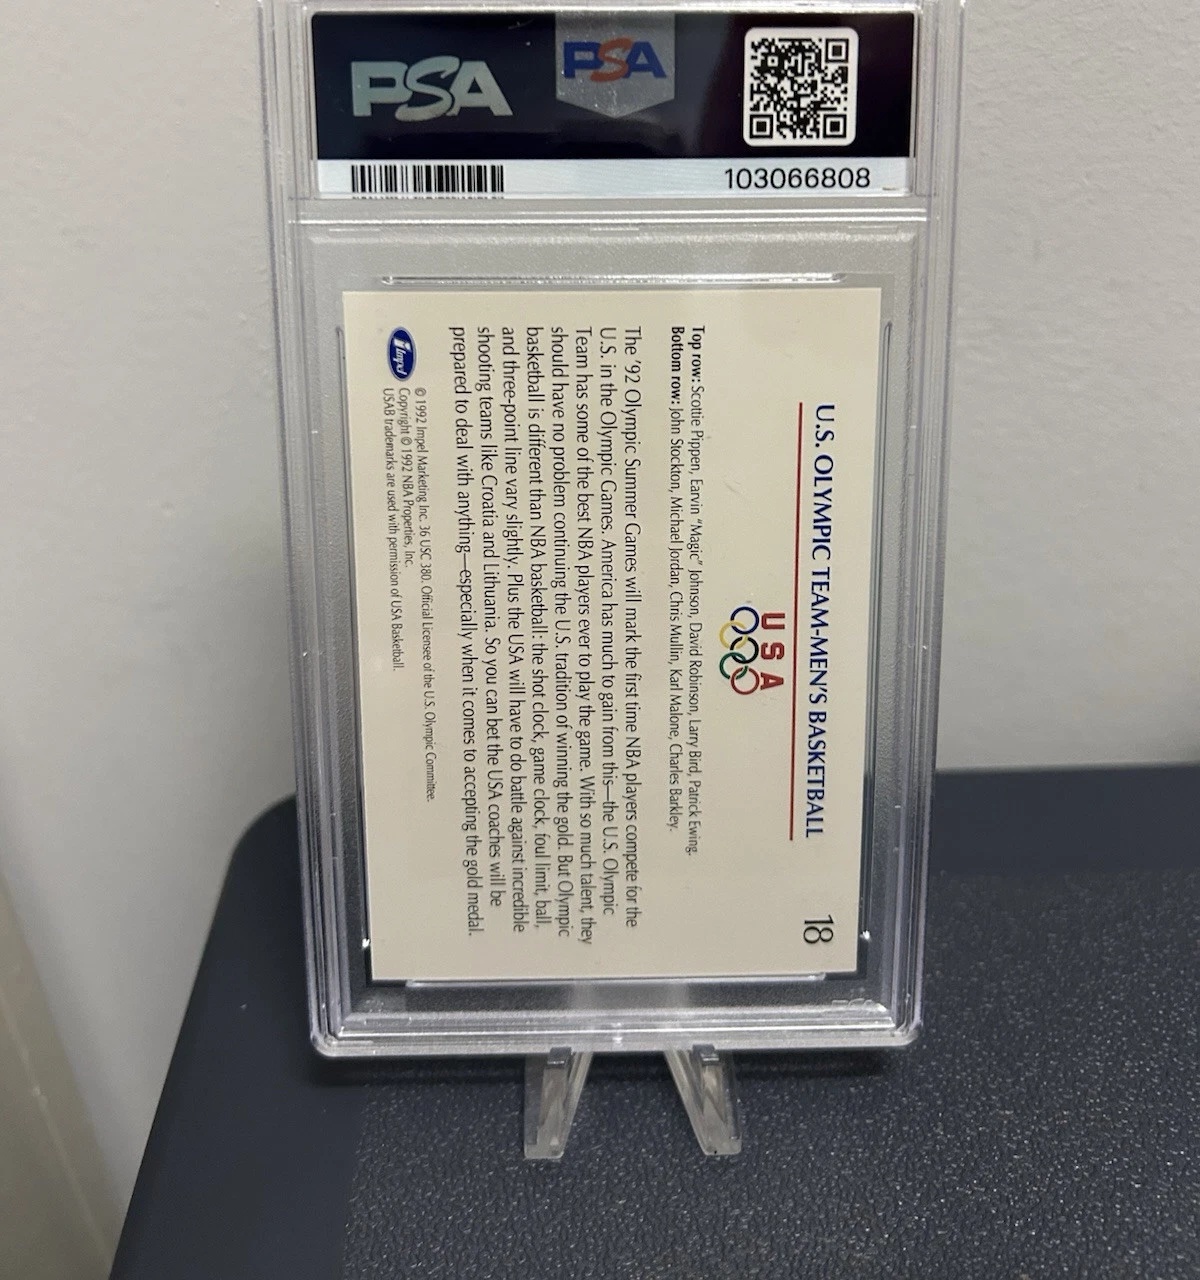 PSA
PSA
103066808
U.S. OLYMPIC TEAM-MEN'S BASKETBALL
18
USA
Top row: Scottie Pippen, Earvin "Magic" Johnson, David Robinson, Larry Bird, Patrick Ewing.
Bottom row: John Stockton, Michael Jordan, Chris Mullin, Karl Malone, Charles Barkley.
The '92 Olympic Summer Games will mark the first time NBA players compete for the
U.S. in the Olympic Games. America has much to gain from this—the U.S. Olympic
Team has some of the best NBA players ever to play the game. With so much talent, they
should have no problem continuing the U.S. tradition of winning the gold. But Olympic
basketball is different than NBA basketball: the shot clock, game clock, foul limit, ball,
and three-point line vary slightly. Plus the USA will have to do battle against incredible
shooting teams like Croatia and Lithuania. So you can bet the USA coaches will be
prepared to deal with anything—especially when it comes to accepting the gold medal.
Impel
© 1992 Impel Marketing Inc. 36 USC 380. Official Licensee of the U.S. Olympic Committee.
Copyright © 1992 NBA Properties, Inc.
USAB trademarks are used with permission of USA Basketball.